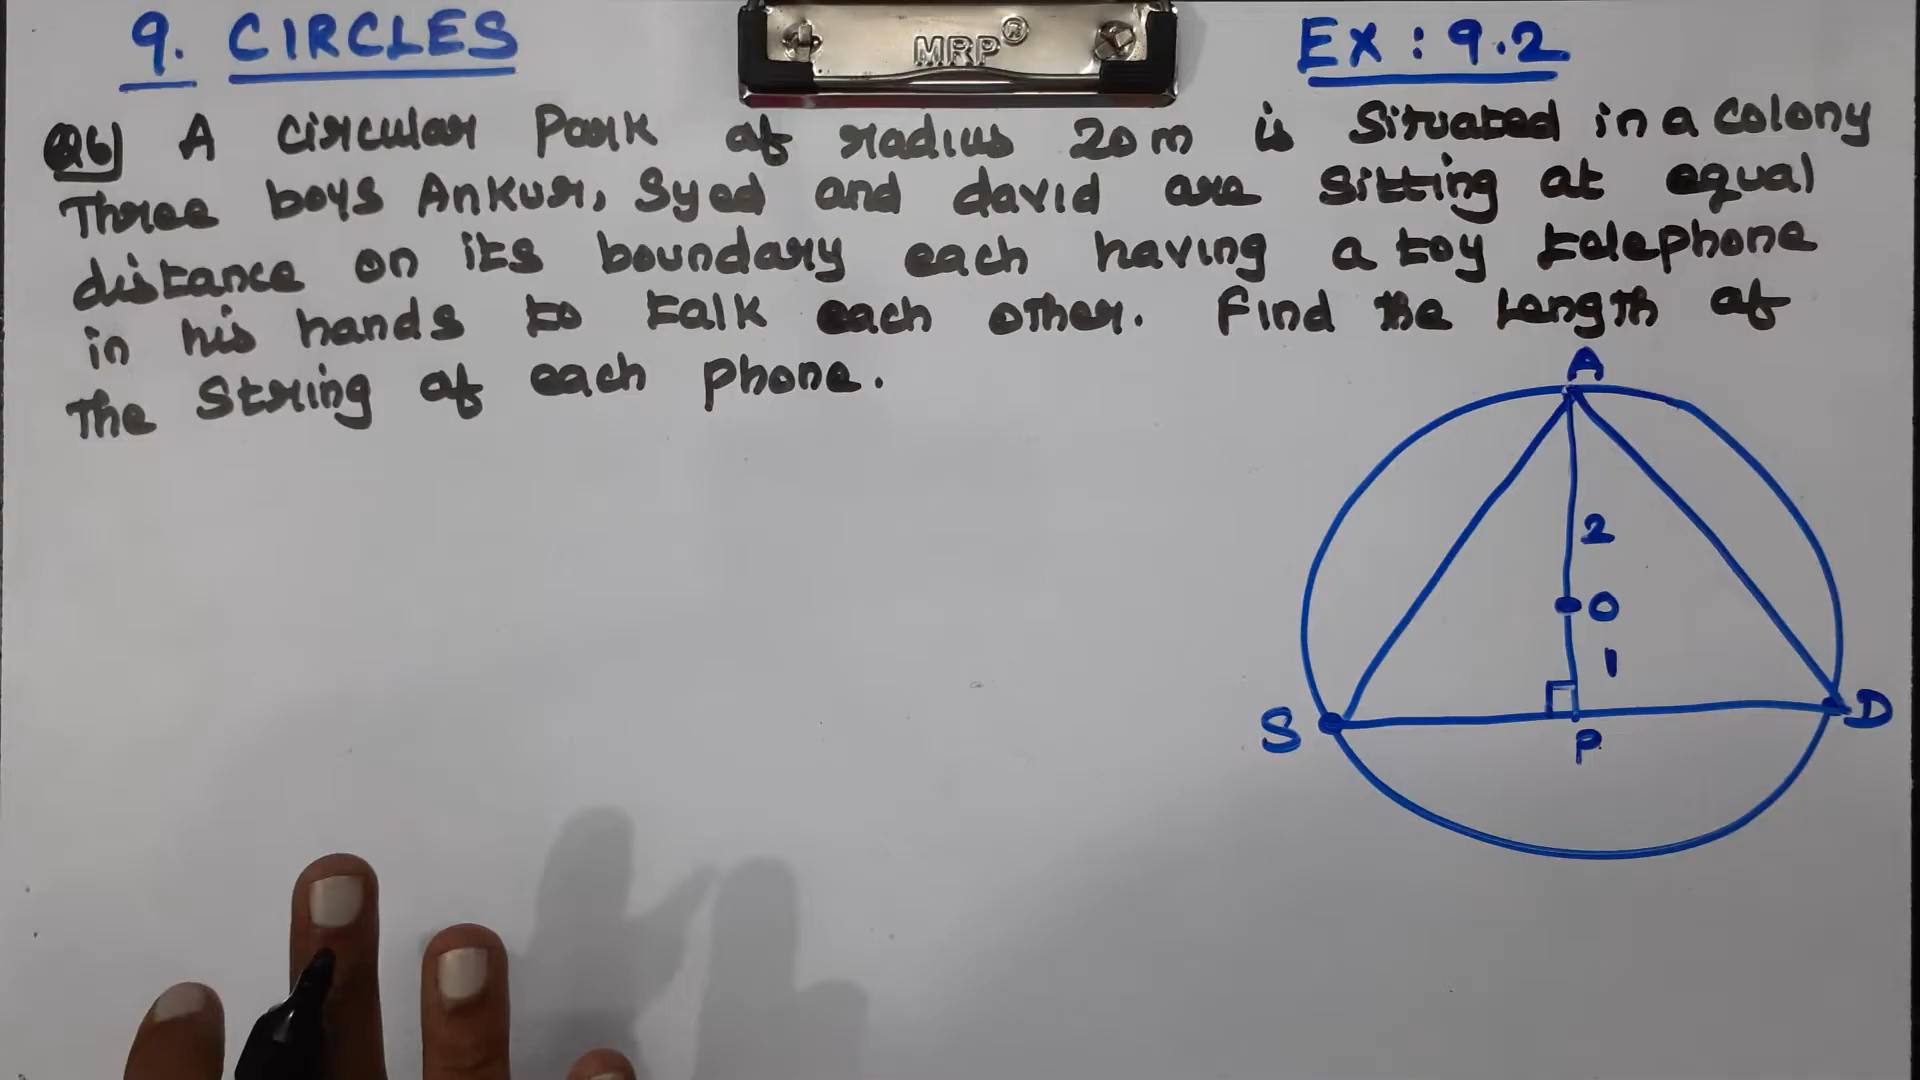 9. CIRCLES
MRP®
EX : 9.2
Q6) A circular Park of radius 20m is Situated in a colony
Three boys Ankur, Syed and david are sitting at equal
distance on its boundary each having a toy telephone
in his hands to talk each other. Find the Length of
The String of each phone.
A
2
O
1
S
D
P